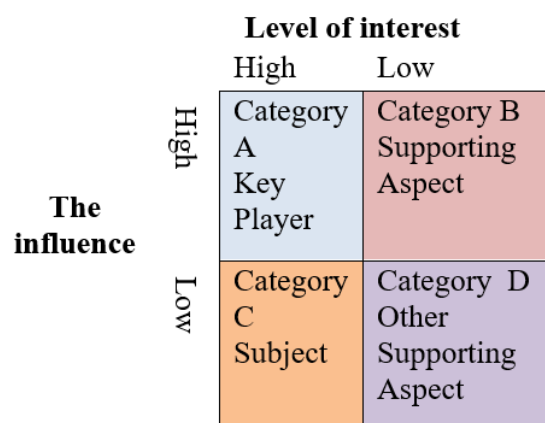 Level of interest
High
Low
High
Category
A
Key
Player
Category B
Supporting
Aspect
The
influence
Low
Category
C
Subject
Category D
Other
Supporting
Aspect